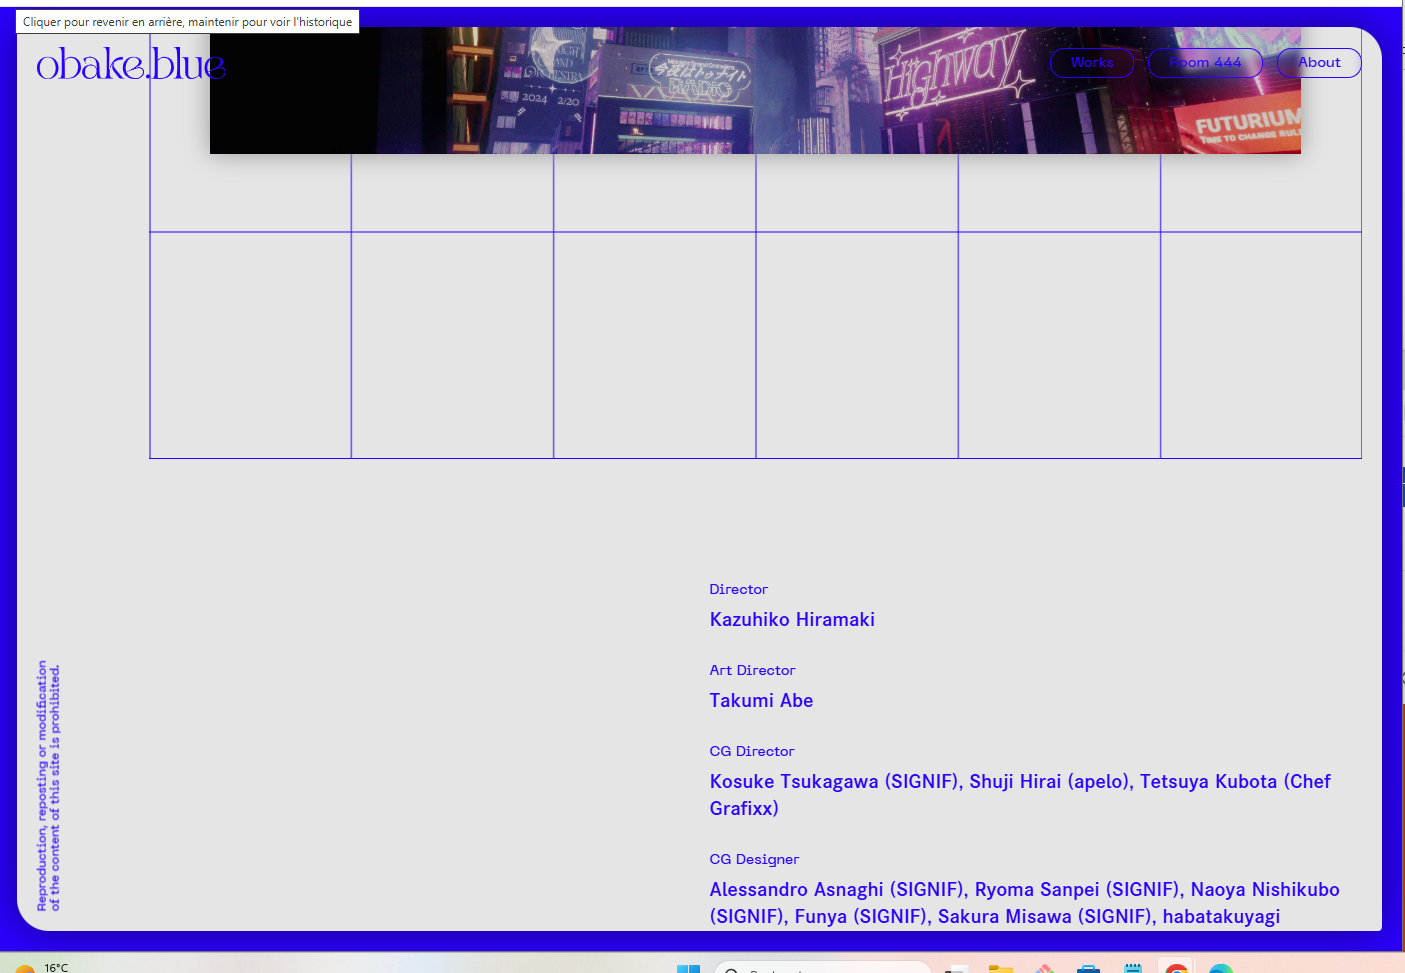 Cliquer pour revenir en arrière, maintenir pour voir l'historique
obake.blue
Works
Room 444
About
GRAND
ORCHESTRA
2024 2/20
今夜はトゥナイト
RADIO
Highway
FUTURIUM
TIME TO CHANGE RUL
Director
Kazuhiko Hiramaki
Art Director
Takumi Abe
CG Director
Kosuke Tsukagawa (SIGNIF), Shuji Hirai (apelo), Tetsuya Kubota (Chef
Grafixx)
CG Designer
Alessandro Asnaghi (SIGNIF), Ryoma Sanpei (SIGNIF), Naoya Nishikubo
(SIGNIF), Funya (SIGNIF), Sakura Misawa (SIGNIF), habatakuyagi
Reproduction, reposting or modification
of the content of this site is prohibited.
16°C